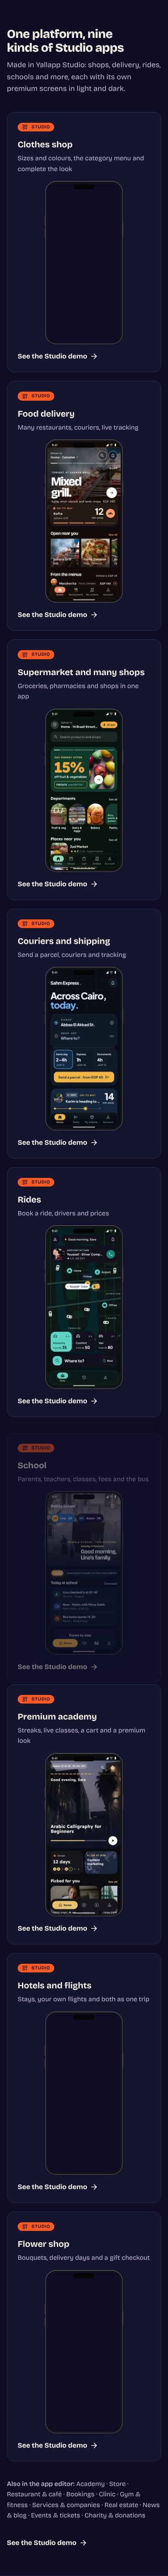 One platform, nine
kinds of Studio apps
Made in Yallapp Studio: shops, delivery, rides,
schools and more, each with its own
premium screens in light and dark.
STUDIO
Clothes shop
Sizes and colours, the category menu and
complete the look
See the Studio demo →
STUDIO
Food delivery
Many restaurants, couriers, live tracking
Mixed
grill.
12
Open near you
From the menus
See the Studio demo →
STUDIO
Supermarket and many shops
Groceries, pharmacies and shops in one
app
15%
Departments
Places near you
See the Studio demo →
STUDIO
Couriers and shipping
Send a parcel, couriers and tracking
Sahm Express
Across Cairo,
today.
Where to?
14
See the Studio demo →
STUDIO
Rides
Book a ride, drivers and prices
Where to?
See the Studio demo →
STUDIO
School
Parents, teachers, classes, fees and the bus
Good morning,
Lina's family
Today at school
See the Studio demo →
STUDIO
Premium academy
Streaks, live classes, a cart and a premium
look
Good evening, Sara
Arabic Calligraphy for
Beginners
12 days
Picked for you
See the Studio demo →
STUDIO
Hotels and flights
Stays, your own flights and both as one trip
See the Studio demo →
STUDIO
Flower shop
Bouquets, delivery days and a gift checkout
See the Studio demo →
Also in the app editor: Academy · Store ·
Restaurant & café · Bookings · Clinic · Gym &
fitness · Services & companies · Real estate · News
& blog · Events & tickets · Charity & donations
See the Studio demo →